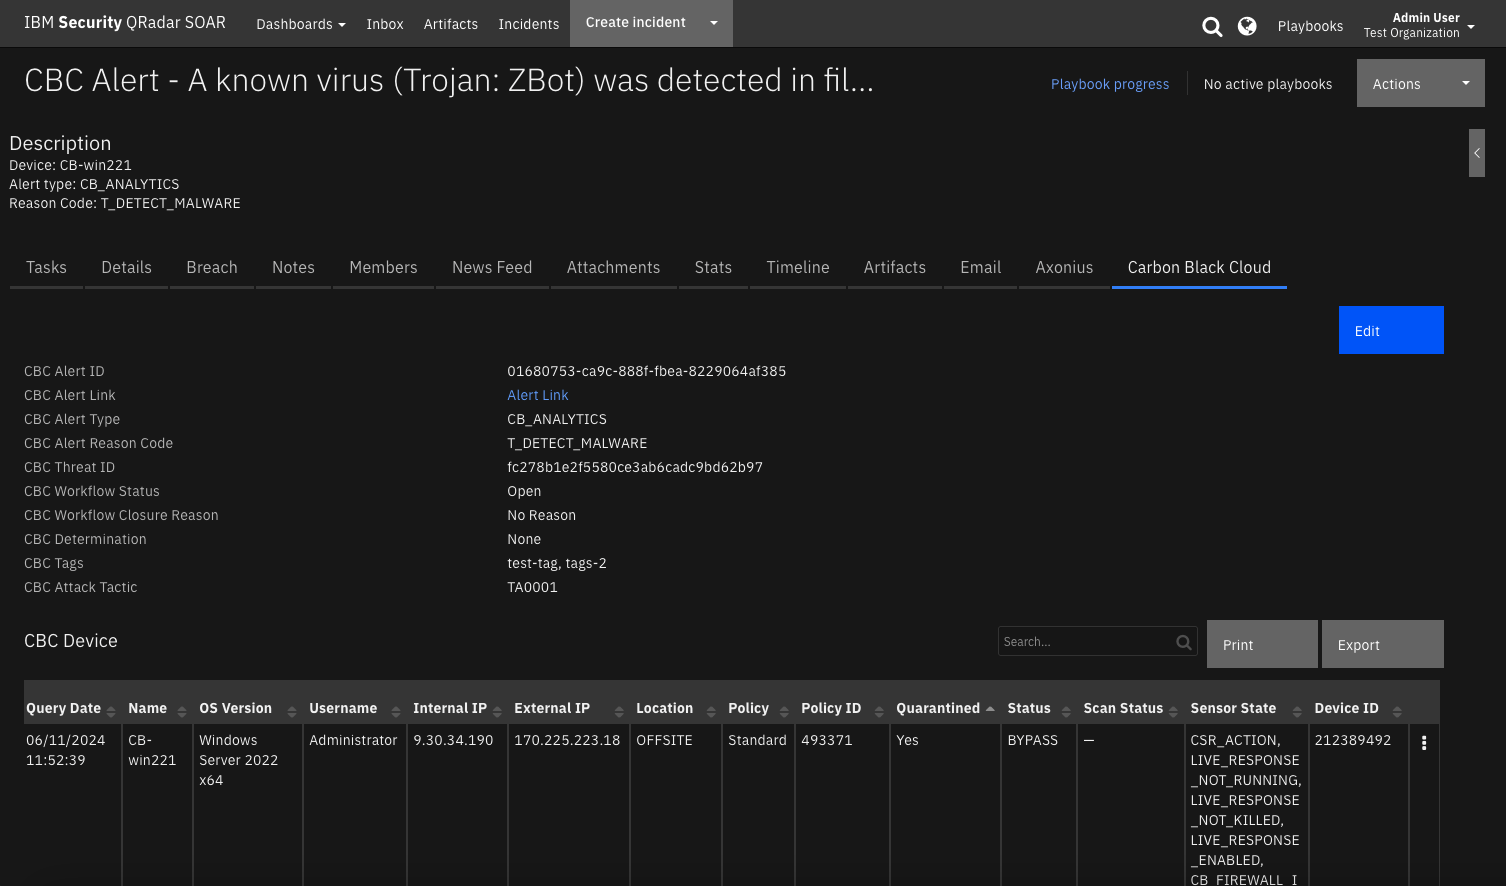 IBM Security QRadar SOAR
Dashboards
Inbox
Artifacts
Incidents
Create incident
Playbooks
Admin User
Test Organization
CBC Alert - A known virus (Trojan: ZBot) was detected in fil...
Playbook progress
No active playbooks
Actions
Description
Device: CB-win221
Alert type: CB_ANALYTICS
Reason Code: T_DETECT_MALWARE
Tasks Details Breach Notes Members News Feed Attachments Stats Timeline Artifacts Email Axonius Carbon Black Cloud
Edit
CBC Alert ID 01680753-ca9c-888f-fbea-8229064af385
CBC Alert Link Alert Link
CBC Alert Type CB_ANALYTICS
CBC Alert Reason Code T_DETECT_MALWARE
CBC Threat ID fc278b1e2f5580ce3ab6cadc9bd62b97
CBC Workflow Status Open
CBC Workflow Closure Reason No Reason
CBC Determination None
CBC Tags test-tag, tags-2
CBC Attack Tactic TA0001
CBC Device
Search...
Print
Export
Query Date Name OS Version Username Internal IP External IP Location Policy Policy ID Quarantined Status Scan Status Sensor State Device ID
06/11/2024
11:52:39
CB-
win221
Windows
Server 2022
x64
Administrator
9.30.34.190
170.225.223.18
OFFSITE
Standard
493371
Yes
BYPASS
—
CSR_ACTION,
LIVE_RESPONSE
_NOT_RUNNING,
LIVE_RESPONSE
_NOT_KILLED,
LIVE_RESPONSE
_ENABLED,
CB_FIREWALL_I
212389492